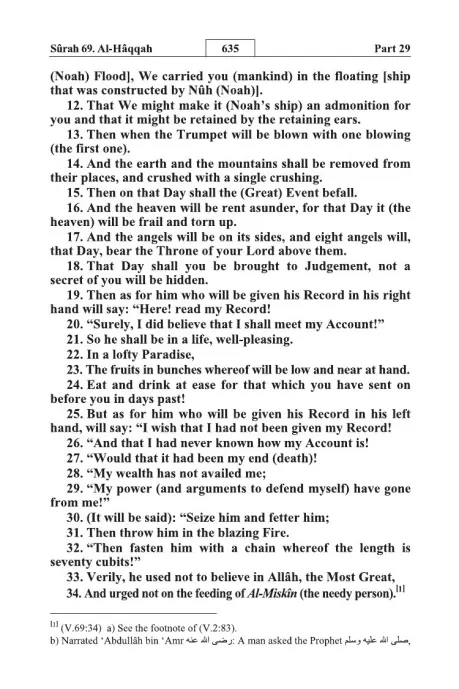 Sûrah 69. Al-Hâqqah 635 Part 29
(Noah) Flood], We carried you (mankind) in the floating [ship
that was constructed by Nûh (Noah)].
12. That We might make it (Noah's ship) an admonition for
you and that it might be retained by the retaining ears.
13. Then when the Trumpet will be blown with one blowing
(the first one).
14. And the earth and the mountains shall be removed from
their places, and crushed with a single crushing.
15. Then on that Day shall the (Great) Event befall.
16. And the heaven will be rent asunder, for that Day it (the
heaven) will be frail and torn up.
17. And the angels will be on its sides, and eight angels will,
that Day, bear the Throne of your Lord above them.
18. That Day shall you be brought to Judgement, not a
secret of you will be hidden.
19. Then as for him who will be given his Record in his right
hand will say: “Here! read my Record!
20. “Surely, I did believe that I shall meet my Account!”
21. So he shall be in a life, well-pleasing.
22. In a lofty Paradise,
23. The fruits in bunches whereof will be low and near at hand.
24. Eat and drink at ease for that which you have sent on
before you in days past!
25. But as for him who will be given his Record in his left
hand, will say: “I wish that I had not been given my Record!
26. “And that I had never known how my Account is!
27. “Would that it had been my end (death)!
28. “My wealth has not availed me;
29. “My power (and arguments to defend myself) have gone
from me!”
30. (It will be said): “Seize him and fetter him;
31. Then throw him in the blazing Fire.
32. “Then fasten him with a chain whereof the length is
seventy cubits!”
33. Verily, he used not to believe in Allâh, the Most Great,
34. And urged not on the feeding of Al-Miskîn (the needy person).[1]
[1] (V.69:34) a) See the footnote of (V.2:83).
b) Narrated ‘Abdullâh bin ‘Amr رضى الله عنه: A man asked the Prophet صلى الله عليه وسلم,